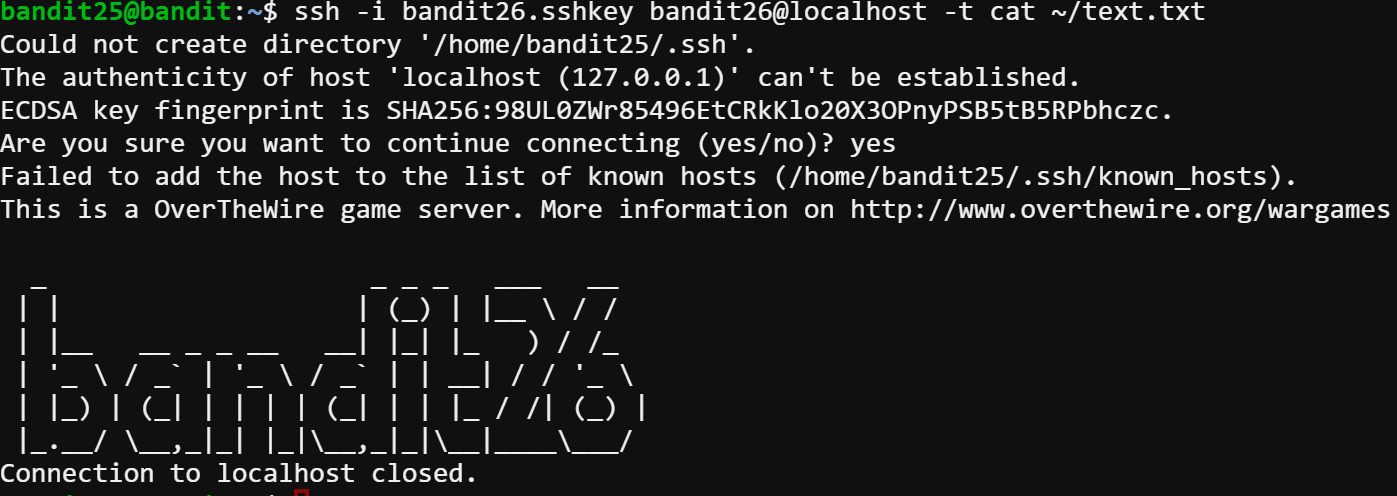 bandit25@bandit:~$ ssh -i bandit26.sshkey bandit26@localhost -t cat ~/text.txt
Could not create directory '/home/bandit25/.ssh'.
The authenticity of host 'localhost (127.0.0.1)' can't be established.
ECDSA key fingerprint is SHA256:98UL0ZWr85496EtCRkKlo20X3OPnyPSB5tB5RPbhczc.
Are you sure you want to continue connecting (yes/no)? yes
Failed to add the host to the list of known hosts (/home/bandit25/.ssh/known_hosts).
This is a OverTheWire game server. More information on http://www.overthewire.org/wargames
  _                     _ _ _   ___   __
 | |                   | (_) | |__ \ / /
 | |__   __ _ _ __   __| |_| |_   ) / /_
 | '_ \ / _` | '_ \ / _` | | __| / / '_ \
 | |_) | (_| | | | | (_| | | |_ / /| (_) |
 |_.__/ \__,_|_| |_|\__,_|_|\__|____\___/
Connection to localhost closed.